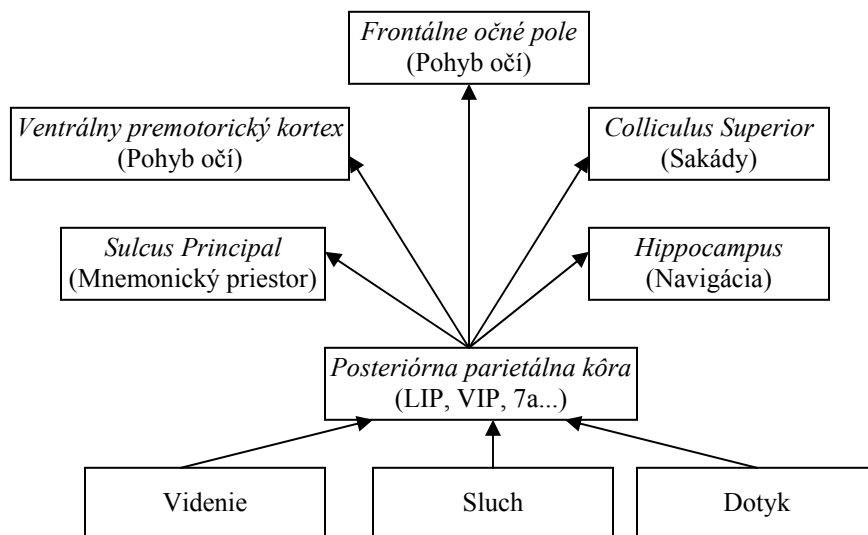 Frontálne očné pole
(Pohyb očí)
Ventrálny premotorický kortex
(Pohyb očí)
Colliculus Superior
(Sakády)
Sulcus Principal
(Mnemonický priestor)
Hippocampus
(Navigácia)
Posteriórna parietálna kôra
(LIP, VIP, 7a...)
Videnie
Sluch
Dotyk